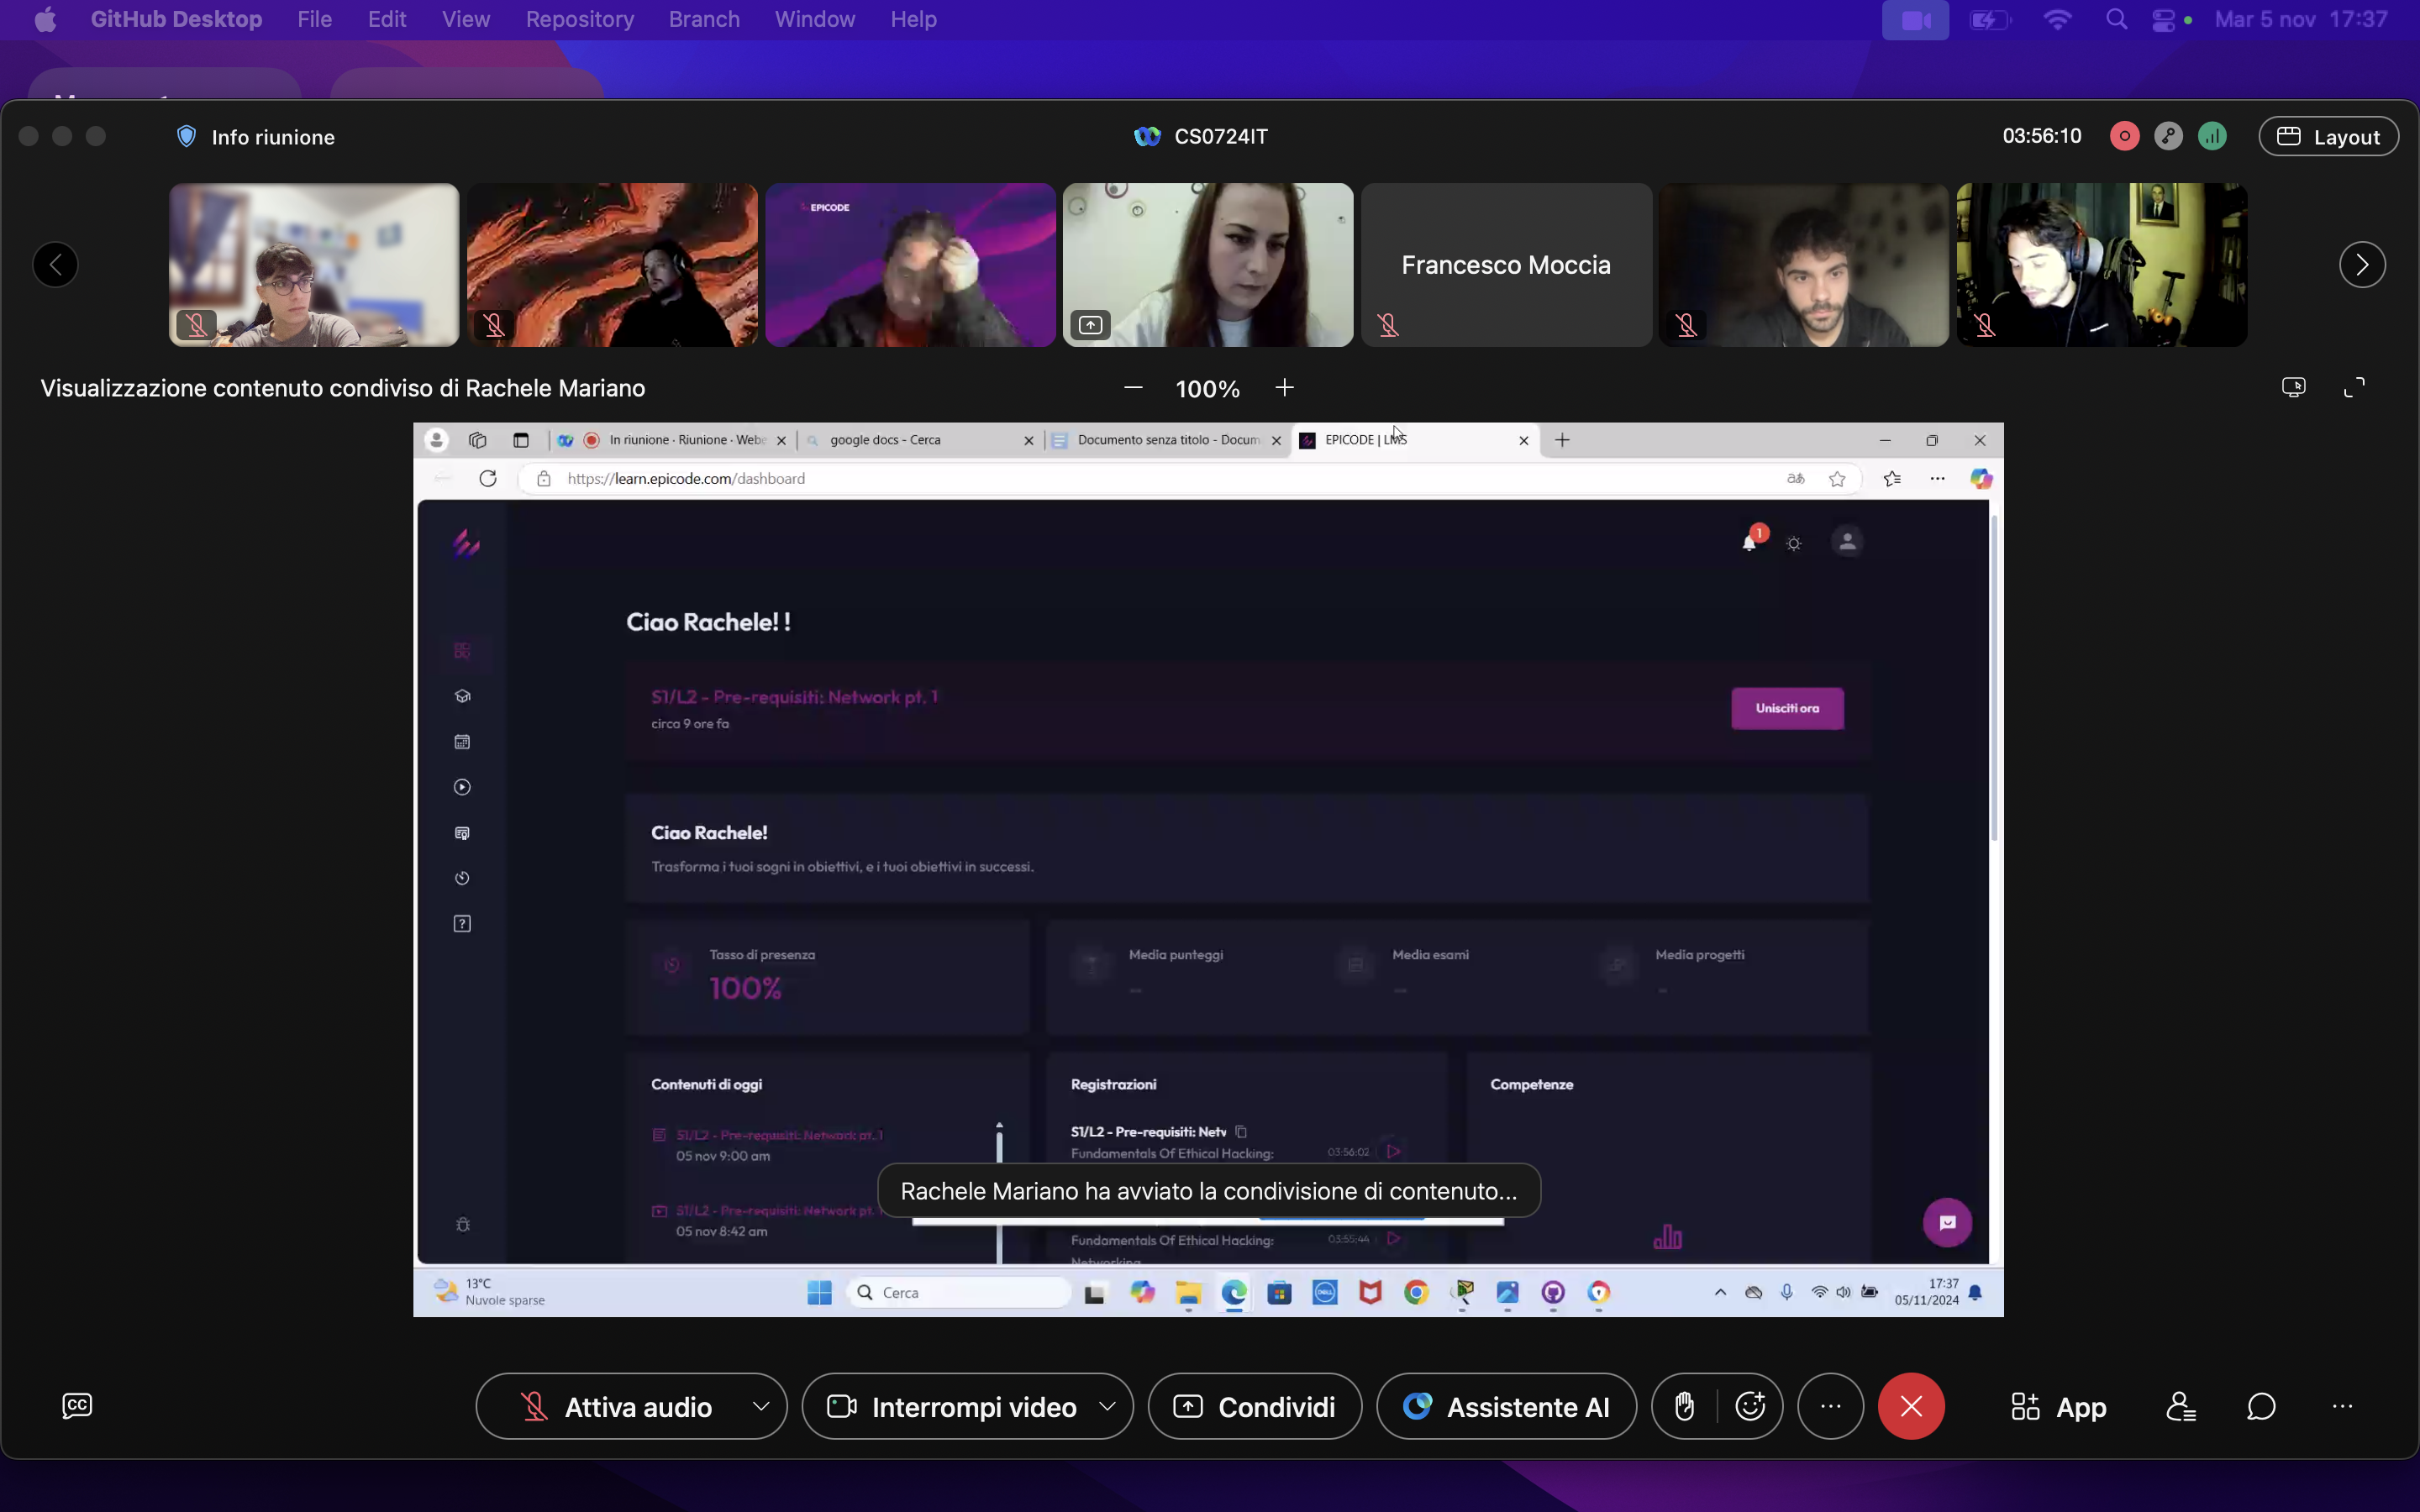 GitHub Desktop File Edit View Repository Branch Window Help Mar 5 nov 17:37
Info riunione CS0724IT 03:56:10 Layout
EPICODE
Francesco Moccia
Visualizzazione contenuto condiviso di Rachele Mariano 100%
In riunione · Riunione · Webe google docs - Cerca Documento senza titolo - Docum EPICODE | LMS
https://learn.epicode.com/dashboard
1
Ciao Rachele! !
S1/L2 - Pre-requisiti: Network pt. 1
circa 9 ore fa
Unisciti ora
Ciao Rachele!
Trasforma i tuoi sogni in obiettivi, e i tuoi obiettivi in successi.
Tasso di presenza
100%
Media punteggi
--
Media esami
--
Media progetti
--
Contenuti di oggi
S1/L2 - Pre-requisiti: Network pt. 1
05 nov 9:00 am
S1/L2 - Pre-requisiti: Network pt. 1
05 nov 8:42 am
Registrazioni
S1/L2 - Pre-requisiti: Netv
Fundamentals Of Ethical Hacking: 03:56:02
Fundamentals Of Ethical Hacking: 03:55:44
Networking
Competenze
Rachele Mariano ha avviato la condivisione di contenuto...
13°C
Nuvole sparse
Cerca
DELL
17:37
05/11/2024
CC
Attiva audio
Interrompi video
Condividi
Assistente AI
App